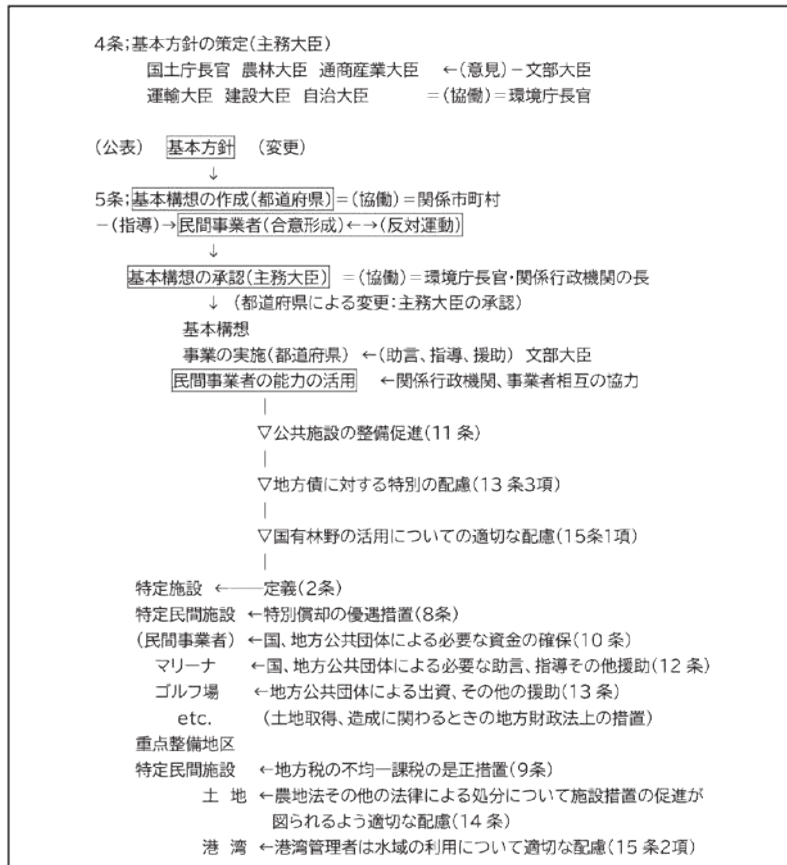 4条;基本方針の策定(主務大臣)
国土庁長官 農林大臣 通商産業大臣 ←(意見)−文部大臣
運輸大臣 建設大臣 自治大臣 =(協働)=環境庁長官
(公表) 基本方針 (変更)
↓
5条;基本構想の作成(都道府県)=(協働)=関係市町村
−(指導)→民間事業者(合意形成)←→(反対運動)
↓
基本構想の承認(主務大臣) =(協働)=環境庁長官・関係行政機関の長
↓ (都道府県による変更:主務大臣の承認)
基本構想
事業の実施(都道府県) ←(助言、指導、援助) 文部大臣
民間事業者の能力の活用 ←関係行政機関、事業者相互の協力
|
▽公共施設の整備促進(11条)
|
▽地方債に対する特別の配慮(13条3項)
|
▽国有林野の活用についての適切な配慮(15条1項)
|
特定施設 ←──定義(2条)
特定民間施設 ←特別償却の優遇措置(8条)
(民間事業者) ←国、地方公共団体による必要な資金の確保(10条)
マリーナ ←国、地方公共団体による必要な助言、指導その他援助(12条)
ゴルフ場 ←地方公共団体による出資、その他の援助(13条)
etc. (土地取得、造成に関わるときの地方財政法上の措置)
重点整備地区
特定民間施設 ←地方税の不均一課税の是正措置(9条)
土 地 ←農地法その他の法律による処分について施設措置の促進が
図られるよう適切な配慮(14条)
港 湾 ←港湾管理者は水域の利用について適切な配慮(15条2項)